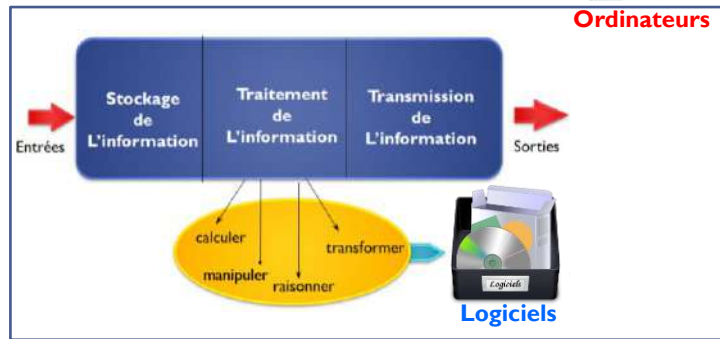 Ordinateurs
Stockage
de
L'information
Traitement
de
L'information
Transmission
de
L'information
Entrées
Sorties
calculer
transformer
manipuler
raisonner
Logiciels
Logiciels